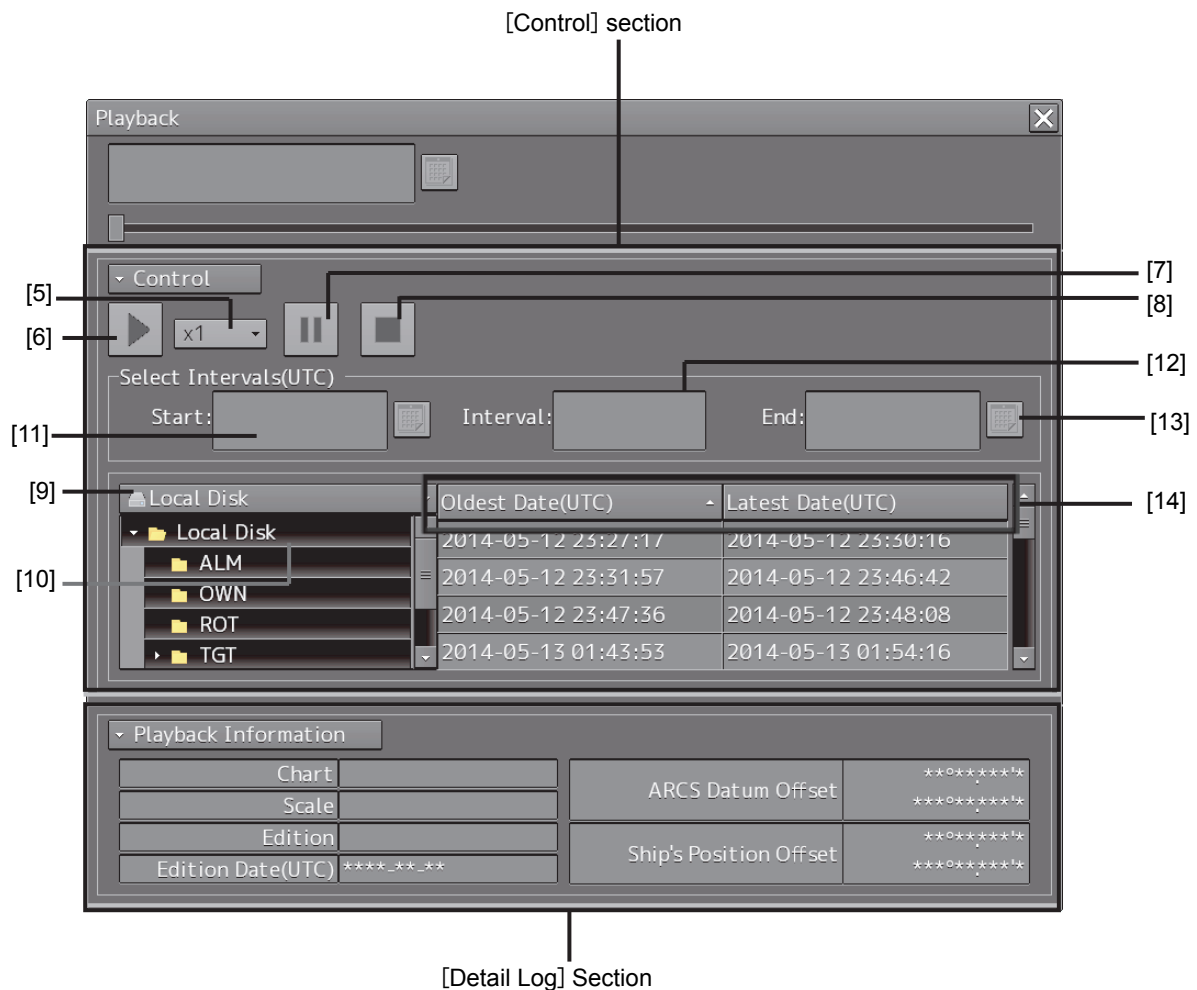 [Control] section
Playback
Control
[5]
[7]
[8]
[6]
x1
Select Intervals(UTC)
[12]
Start:
Interval:
End:
[11]
[13]
[9]
Local Disk
Oldest Date(UTC)
Latest Date(UTC)
[14]
Local Disk
2014-05-12 23:27:17
2014-05-12 23:30:16
ALM
[10]
2014-05-12 23:31:57
2014-05-12 23:46:42
OWN
ROT
2014-05-12 23:47:36
2014-05-12 23:48:08
TGT
2014-05-13 01:43:53
2014-05-13 01:54:16
Playback Information
Chart
Scale
Edition
Edition Date(UTC) ****-**-**
ARCS Datum Offset
**°**.***'*
***°**.***'*
Ship's Position Offset
**°**.***'*
***°**.***'*
[Detail Log] Section